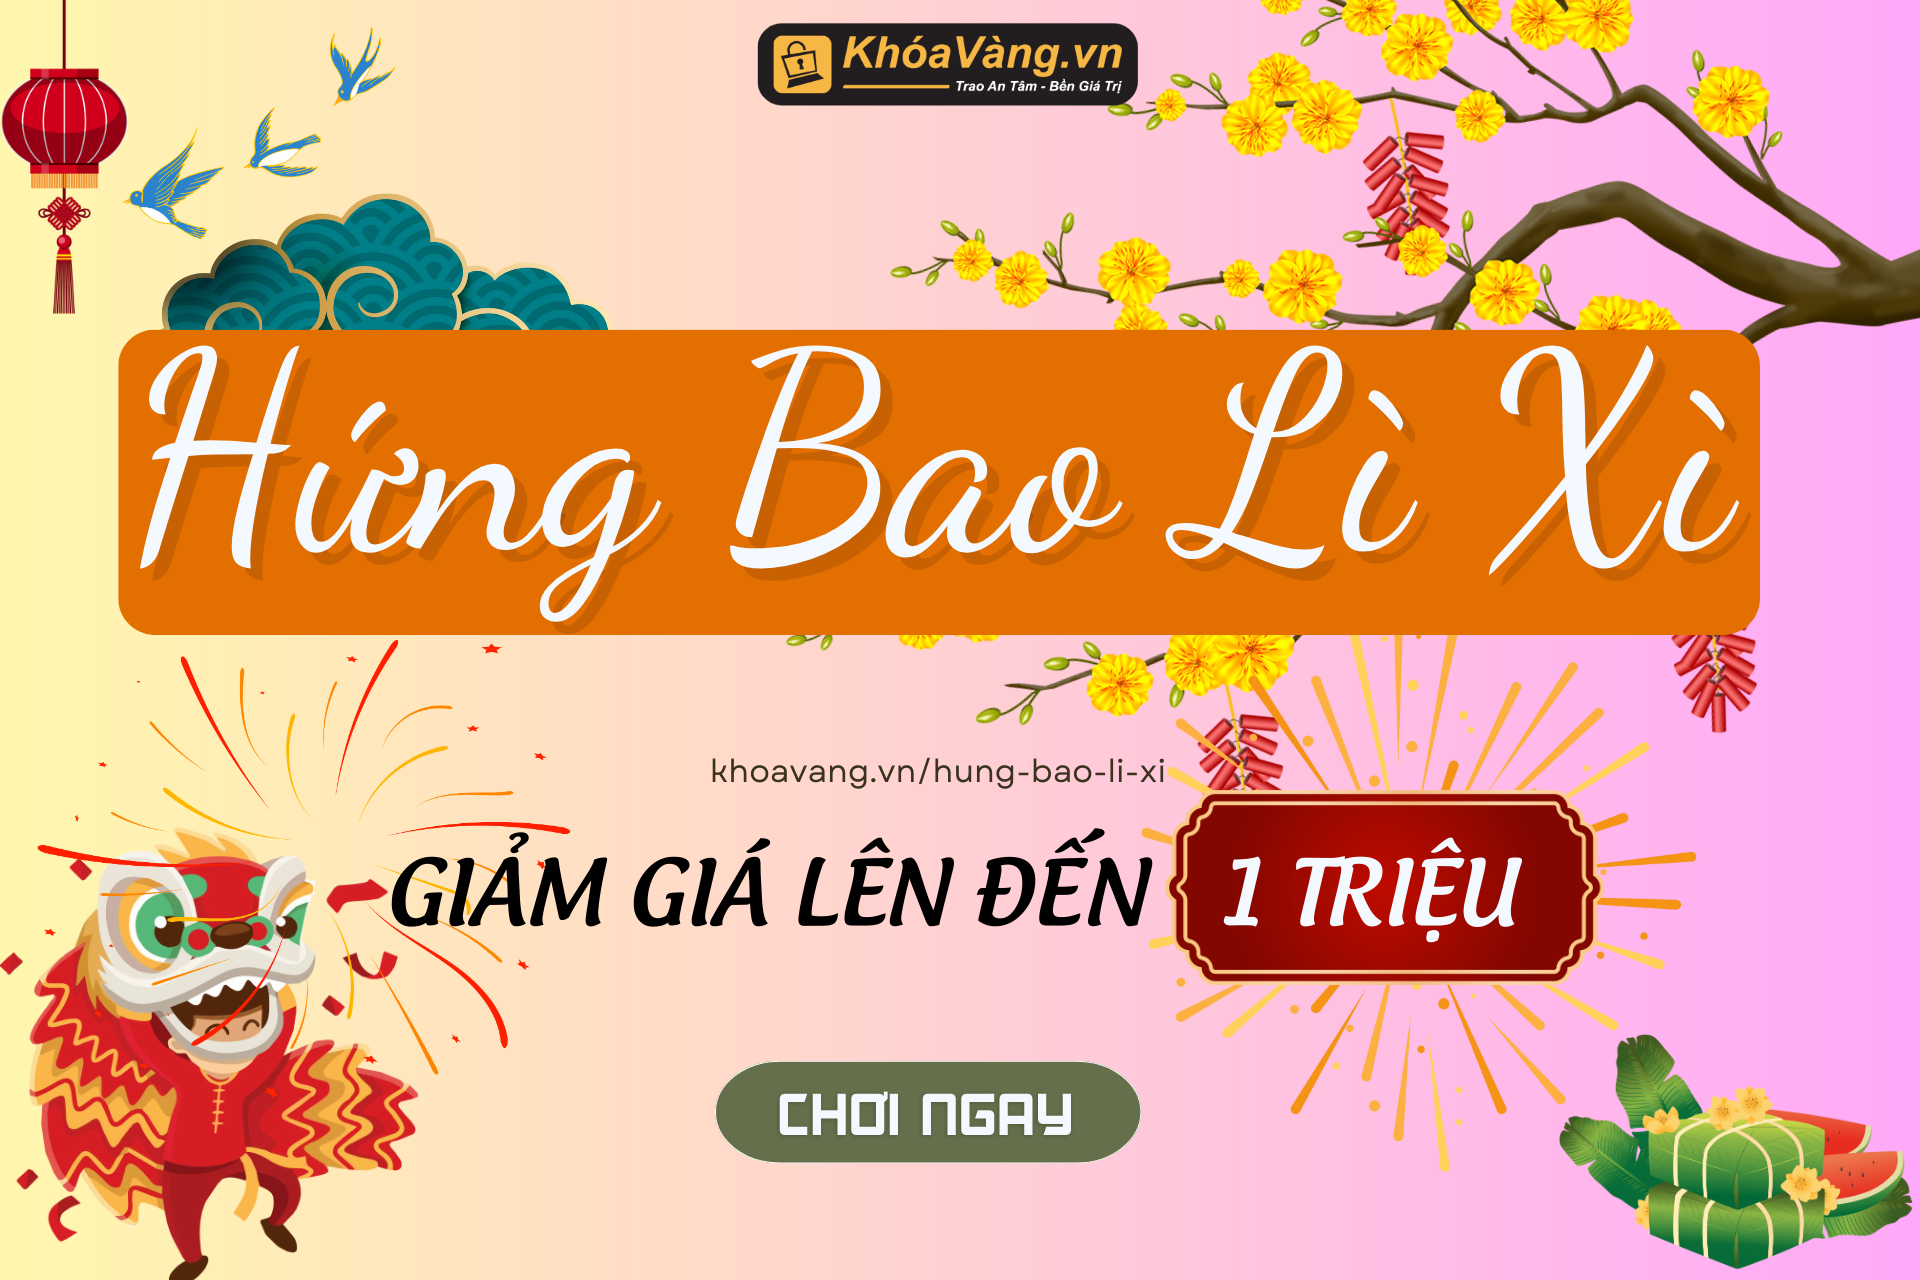 KhóaVàng.vn
Trao An Tâm - Bền Giá Trị
Hứng Bao Lì Xì
khoavang.vn/hung-bao-li-xi
GIẢM GIÁ LÊN ĐẾN 1 TRIỆU
CHƠI NGAY